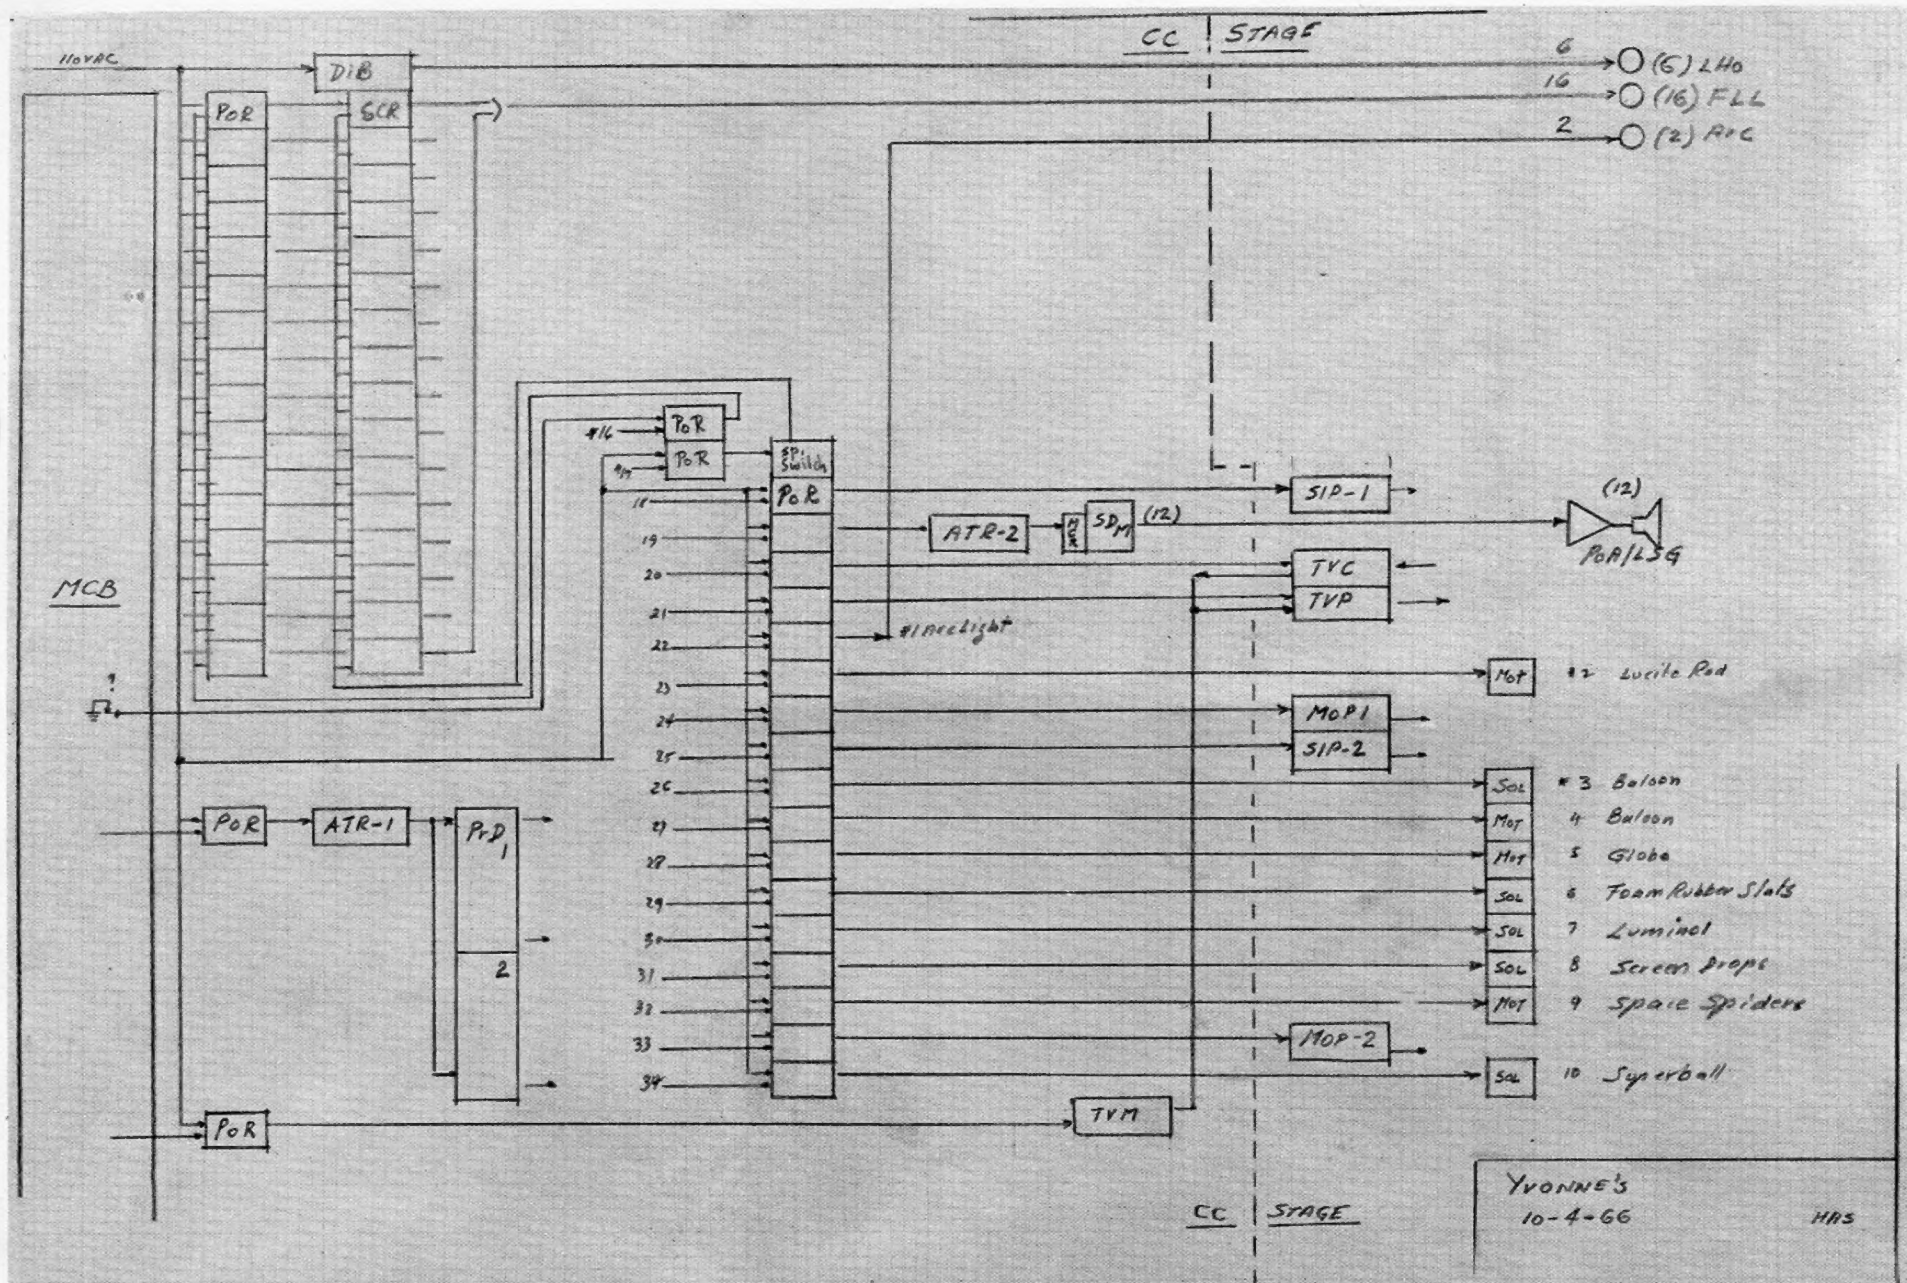 CC STAGE
110VAC
DIB
6 (6) LHO
POR
SCR
16 (16) FLL
2 (2) ARC
#16
POR
#17
POR
SP. Switch
18
POR
SIP-1
(12)
19
ATR-2
SDM (12)
POA/LSG
20
TVC
MCB
21
TVP
22
#1 Arc Light
23
MOT #2 Lucite Rod
24
MOP1
25
SIP-2
26
SOL #3 Baloon
27
MOT 4 Baloon
POR
ATR-1
PrD 1
28
MOT 5 Globe
29
SOL 6 Foam Rubber Slats
30
SOL 7 Luminol
2
31
SOL 8 Screen Drops
32
MOT 9 Space Spiders
33
MOP-2
34
SOL 10 Superball
POR
TVM
CC STAGE
YVONNE'S
10-4-66 HAS